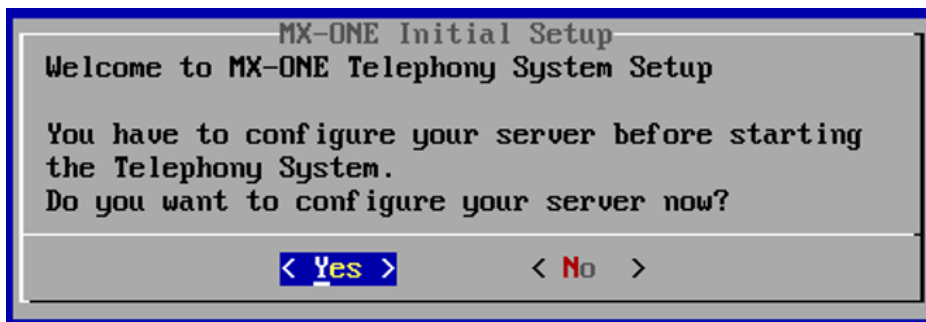 MX-ONE Initial Setup
Welcome to MX-ONE Telephony System Setup
You have to configure your server before starting
the Telephony System.
Do you want to configure your server now?
< Yes > < No >